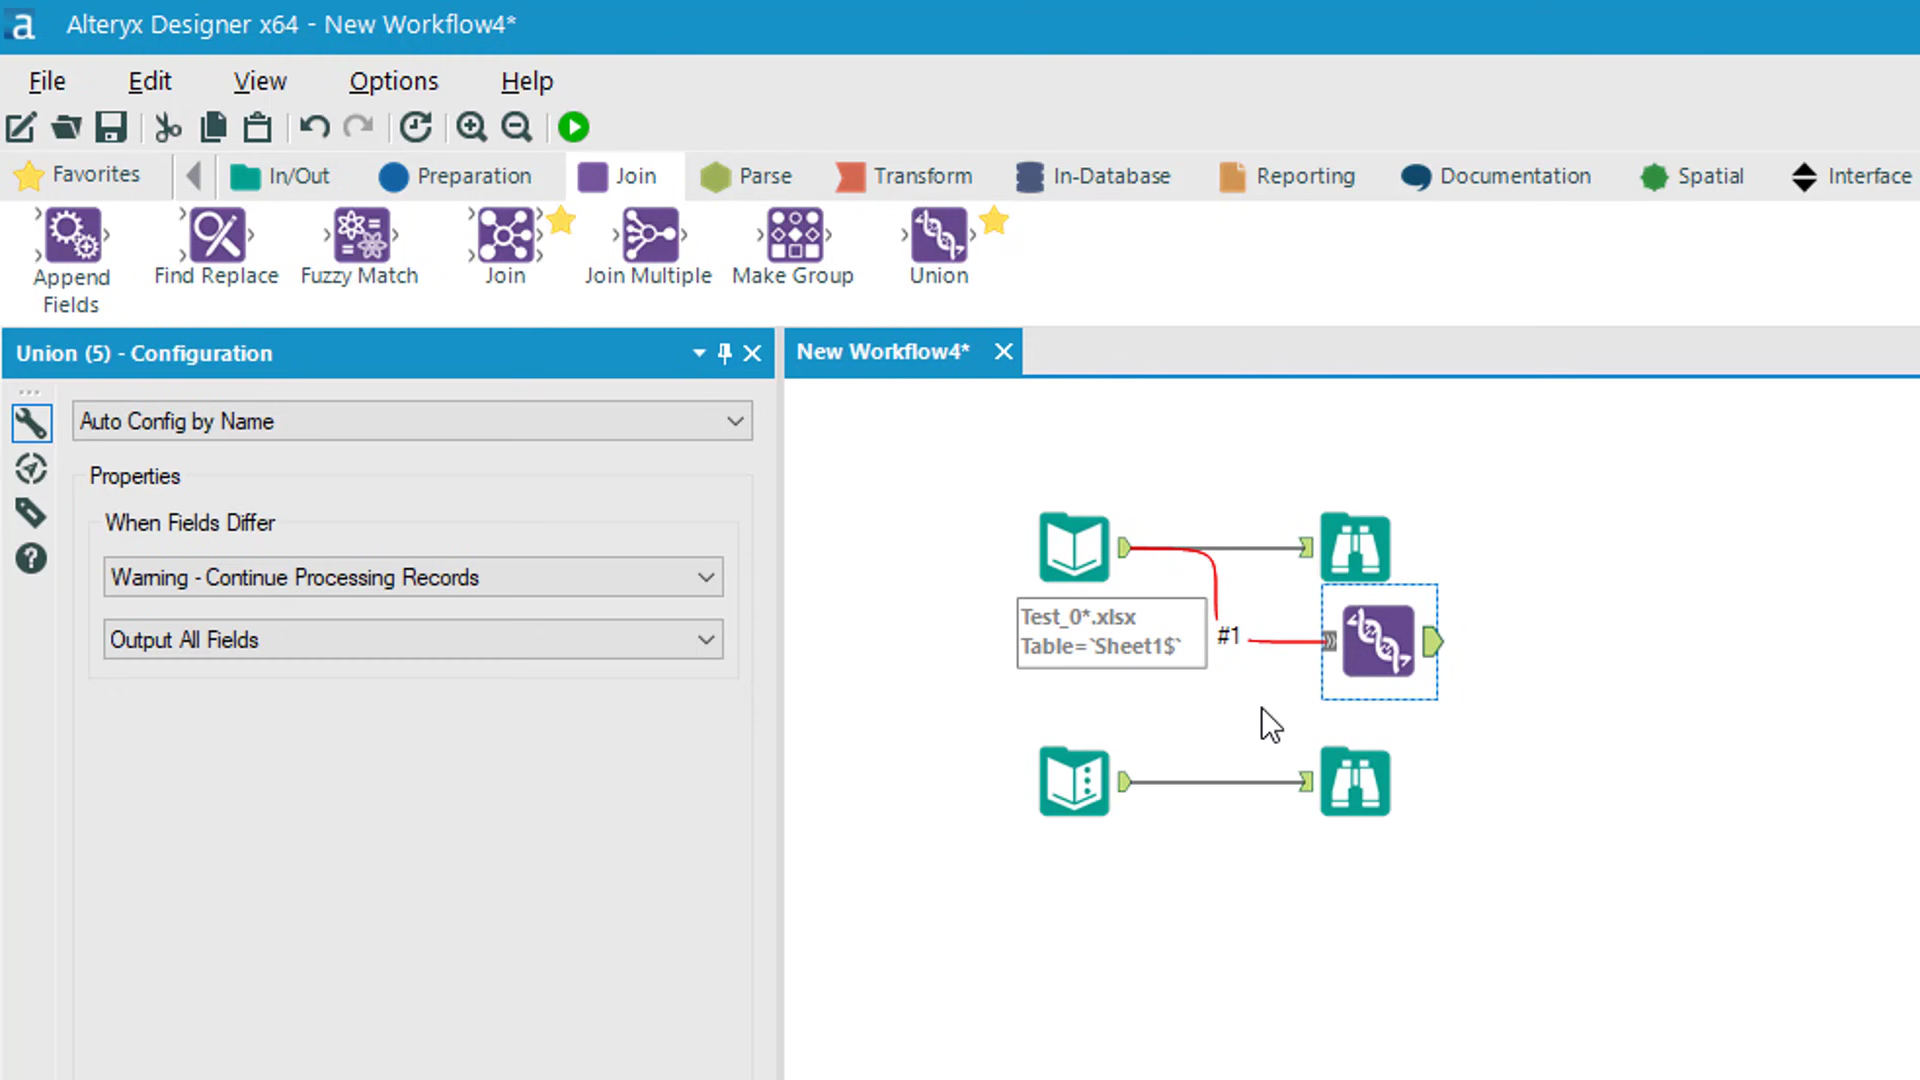 Alteryx Designer x64 - New Workflow4*
File Edit View Options Help
Favorites In/Out Preparation Join Parse Transform In-Database Reporting Documentation Spatial Interface
Append Fields
Find Replace
Fuzzy Match
Join
Join Multiple
Make Group
Union
Union (5) - Configuration
New Workflow4*
Auto Config by Name
Properties
When Fields Differ
Warning - Continue Processing Records
Output All Fields
Test_0*.xlsx
Table=`Sheet1$`
#1